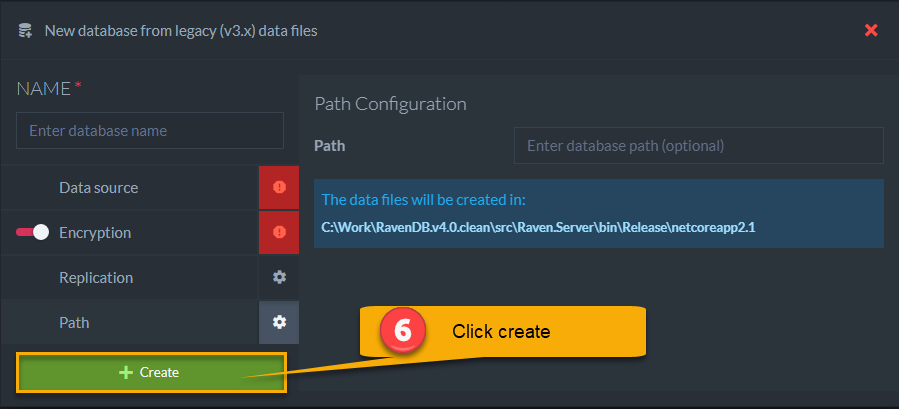 New database from legacy (v3.x) data files
NAME *
Enter database name
Data source
Encryption
Replication
Path
+ Create
Path Configuration
Path
Enter database path (optional)
The data files will be created in:
C:\Work\RavenDB.v4.0.clean\src\Raven.Server\bin\Release\netcoreapp2.1
6
Click create